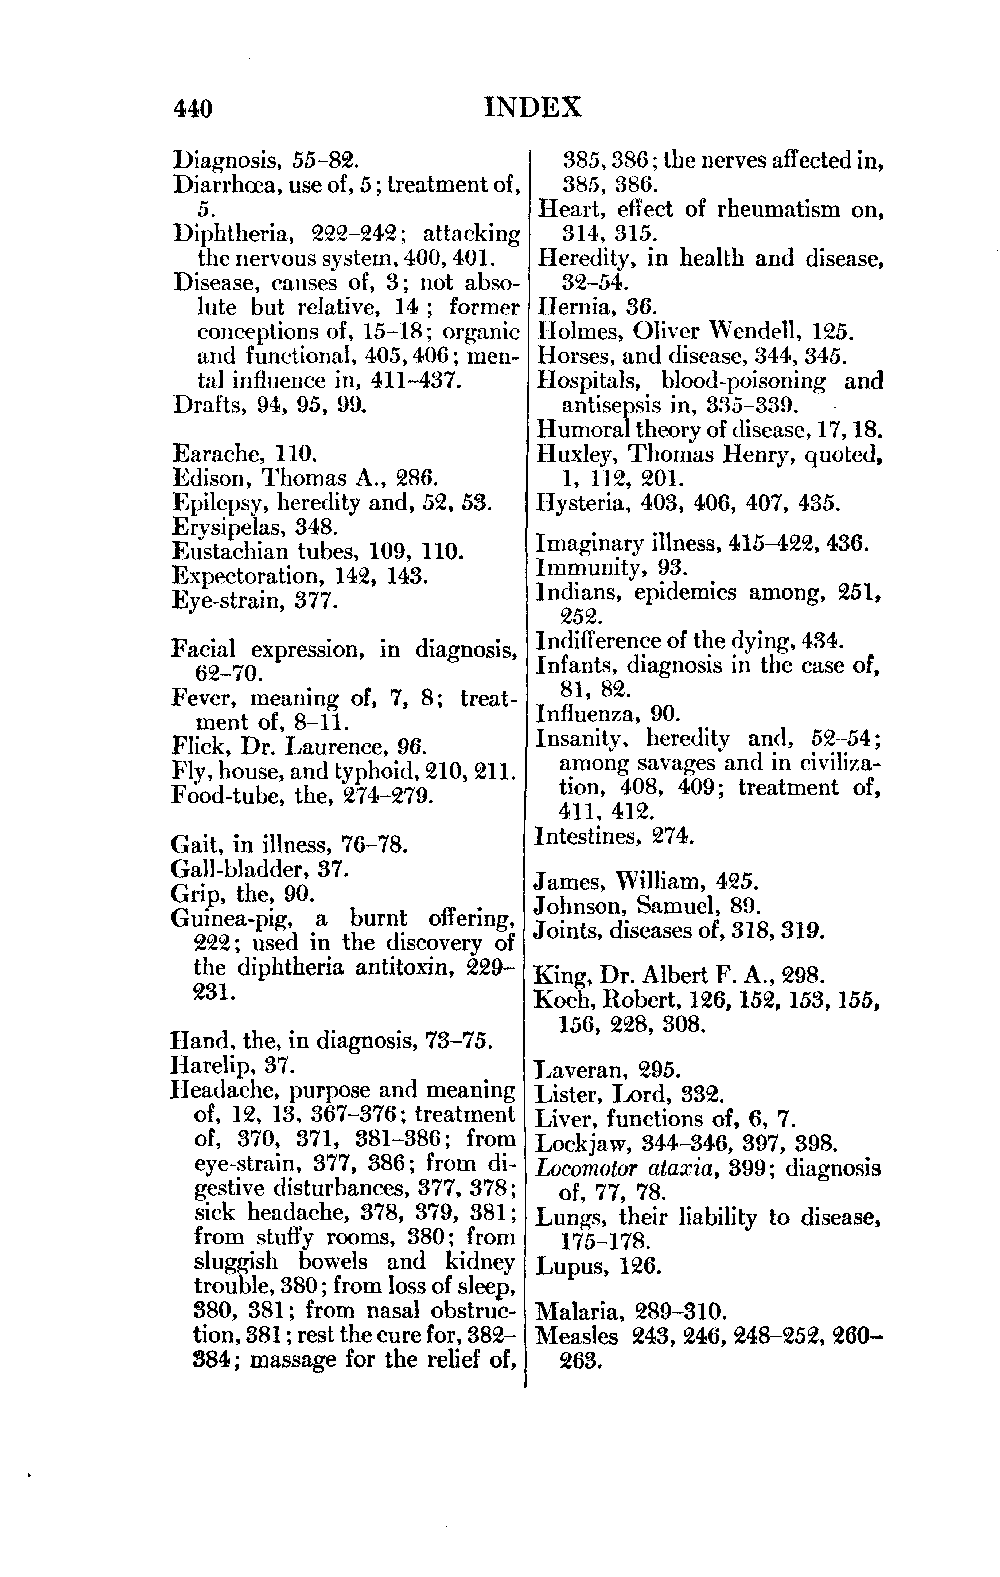 440 INDEX
Diagnosis, 55–82.
Diarrhœa, use of, 5; treatment of,
5.
Diphtheria, 222–242; attacking
the nervous system, 400, 401.
Disease, causes of, 3; not abso-
lute but relative, 14; former
conceptions of, 15–18; organic
and functional, 405, 406; men-
tal influence in, 411–437.
Drafts, 94, 95, 99.
Earache, 110.
Edison, Thomas A., 286.
Epilepsy, heredity and, 52, 53.
Erysipelas, 348.
Eustachian tubes, 109, 110.
Expectoration, 142, 143.
Eye-strain, 377.
Facial expression, in diagnosis,
62–70.
Fever, meaning of, 7, 8; treat-
ment of, 8–11.
Flick, Dr. Laurence, 96.
Fly, house, and typhoid, 210, 211.
Food-tube, the, 274–279.
Gait, in illness, 76–78.
Gall-bladder, 37.
Grip, the, 90.
Guinea-pig, a burnt offering,
222; used in the discovery of
the diphtheria antitoxin, 229–
231.
Hand, the, in diagnosis, 73–75.
Harelip, 37.
Headache, purpose and meaning
of, 12, 13, 367–376; treatment
of, 370, 371, 381–386; from
eye-strain, 377, 386; from di-
gestive disturbances, 377, 378;
sick headache, 378, 379, 381;
from stuffy rooms, 380; from
sluggish bowels and kidney
trouble, 380; from loss of sleep,
380, 381; from nasal obstruc-
tion, 381; rest the cure for, 382–
384; massage for the relief of,
385, 386; the nerves affected in,
385, 386.
Heart, effect of rheumatism on,
314, 315.
Heredity, in health and disease,
32–54.
Hernia, 36.
Holmes, Oliver Wendell, 125.
Horses, and disease, 344, 345.
Hospitals, blood-poisoning and
antisepsis in, 335–339.
Humoral theory of disease, 17, 18.
Huxley, Thomas Henry, quoted,
1, 112, 201.
Hysteria, 403, 406, 407, 435.
Imaginary illness, 415–422, 436.
Immunity, 93.
Indians, epidemics among, 251,
252.
Indifference of the dying, 434.
Infants, diagnosis in the case of,
81, 82.
Influenza, 90.
Insanity, heredity and, 52–54;
among savages and in civiliza-
tion, 408, 409; treatment of,
411, 412.
Intestines, 274.
James, William, 425.
Johnson, Samuel, 89.
Joints, diseases of, 318, 319.
King, Dr. Albert F. A., 298.
Koch, Robert, 126, 152, 153, 155,
156, 228, 308.
Laveran, 295.
Lister, Lord, 332.
Liver, functions of, 6, 7.
Lockjaw, 344–346, 397, 398.
Locomotor ataxia, 399; diagnosis
of, 77, 78.
Lungs, their liability to disease,
175–178.
Lupus, 126.
Malaria, 289–310.
Measles 243, 246, 248–252, 260–
263.